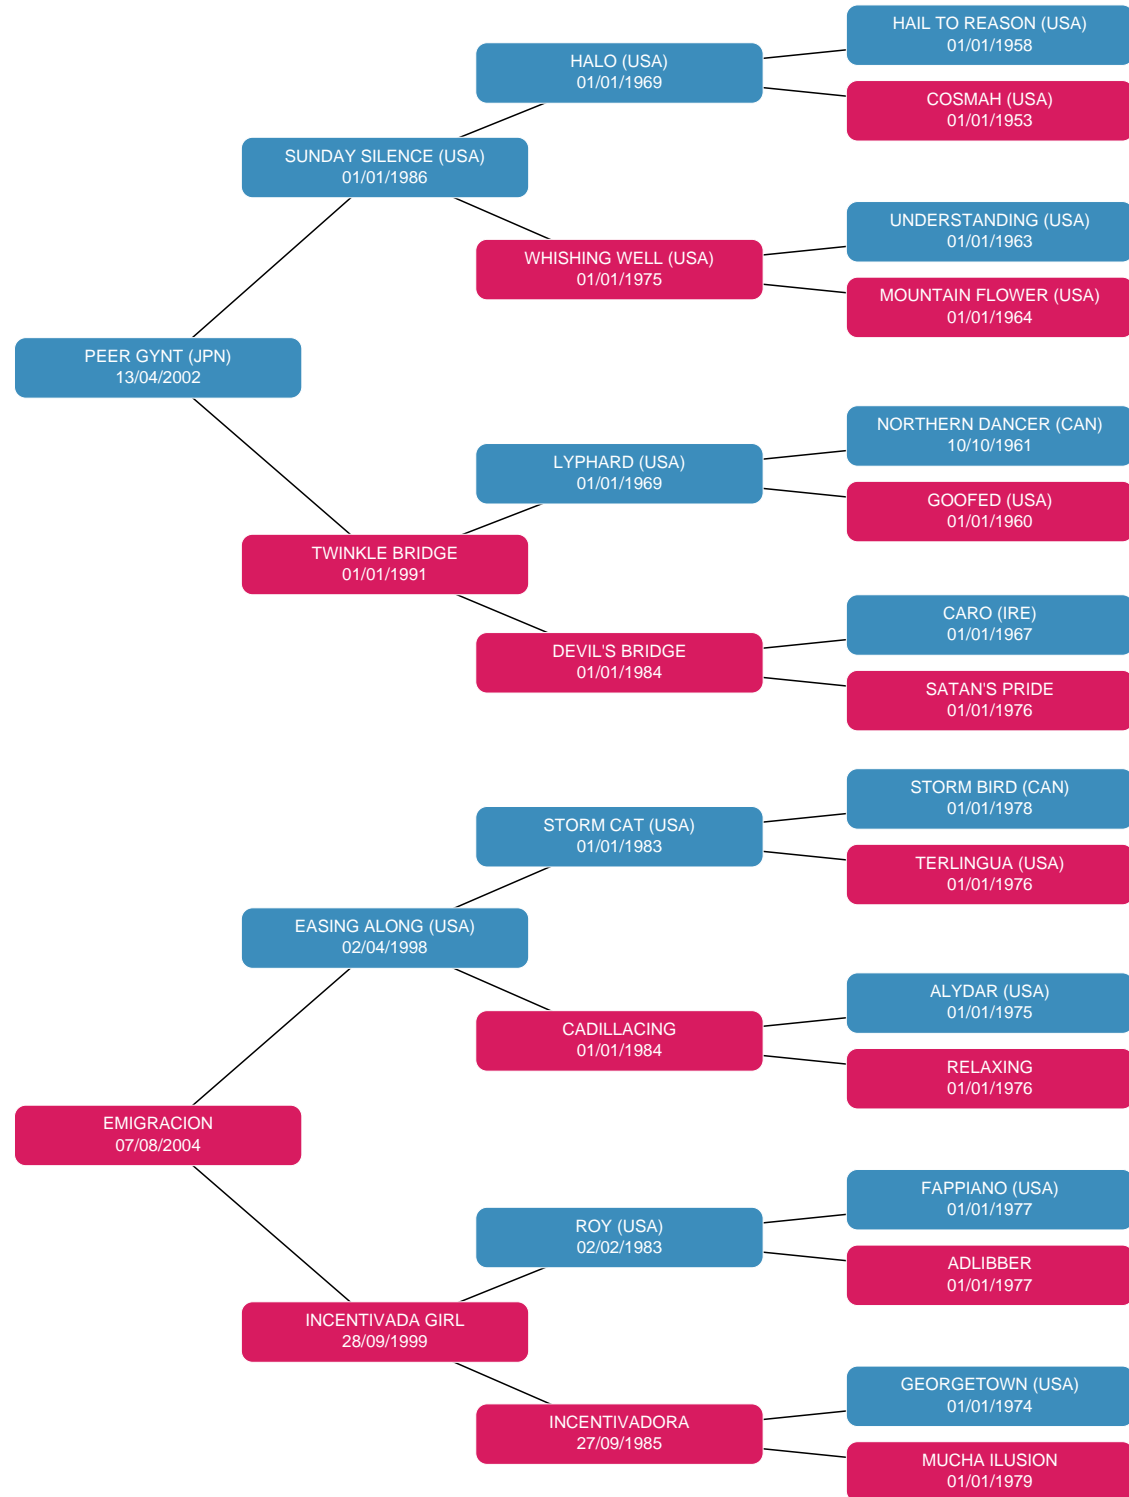 HAIL TO REASON (USA)
01/01/1958
HALO (USA)
01/01/1969
COSMAH (USA)
01/01/1953
SUNDAY SILENCE (USA)
01/01/1986
UNDERSTANDING (USA)
01/01/1963
WHISHING WELL (USA)
01/01/1975
MOUNTAIN FLOWER (USA)
01/01/1964
PEER GYNT (JPN)
13/04/2002
NORTHERN DANCER (CAN)
10/10/1961
LYPHARD (USA)
01/01/1969
GOOFED (USA)
01/01/1960
TWINKLE BRIDGE
01/01/1991
CARO (IRE)
01/01/1967
DEVIL'S BRIDGE
01/01/1984
SATAN'S PRIDE
01/01/1976
STORM BIRD (CAN)
01/01/1978
STORM CAT (USA)
01/01/1983
TERLINGUA (USA)
01/01/1976
EASING ALONG (USA)
02/04/1998
ALYDAR (USA)
01/01/1975
CADILLACING
01/01/1984
RELAXING
01/01/1976
EMIGRACION
07/08/2004
FAPPIANO (USA)
01/01/1977
ROY (USA)
02/02/1983
ADLIBBER
01/01/1977
INCENTIVADA GIRL
28/09/1999
GEORGETOWN (USA)
01/01/1974
INCENTIVADORA
27/09/1985
MUCHA ILUSION
01/01/1979